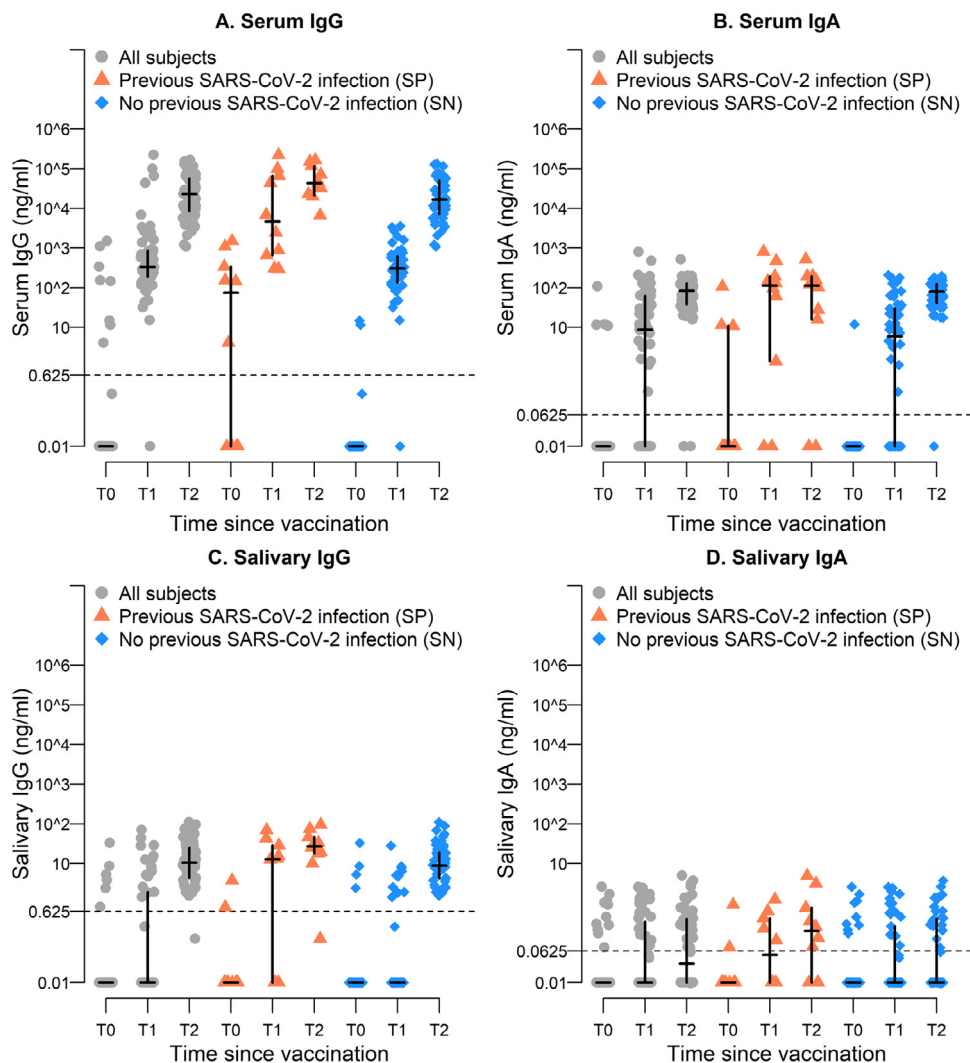 A. Serum IgG
All subjects
Previous SARS-CoV-2 infection (SP)
No previous SARS-CoV-2 infection (SN)
Serum IgG (ng/ml)
10^6
10^5
10^4
10^3
10^2
10
0.625
0.01
T0 T1 T2 T0 T1 T2 T0 T1 T2
Time since vaccination
B. Serum IgA
All subjects
Previous SARS-CoV-2 infection (SP)
No previous SARS-CoV-2 infection (SN)
Serum IgA (ng/ml)
10^6
10^5
10^4
10^3
10^2
10
0.0625
0.01
T0 T1 T2 T0 T1 T2 T0 T1 T2
Time since vaccination
C. Salivary IgG
All subjects
Previous SARS-CoV-2 infection (SP)
No previous SARS-CoV-2 infection (SN)
Salivary IgG (ng/ml)
10^6
10^5
10^4
10^3
10^2
10
0.625
0.01
T0 T1 T2 T0 T1 T2 T0 T1 T2
Time since vaccination
D. Salivary IgA
All subjects
Previous SARS-CoV-2 infection (SP)
No previous SARS-CoV-2 infection (SN)
Salivary IgA (ng/ml)
10^6
10^5
10^4
10^3
10^2
10
0.0625
0.01
T0 T1 T2 T0 T1 T2 T0 T1 T2
Time since vaccination